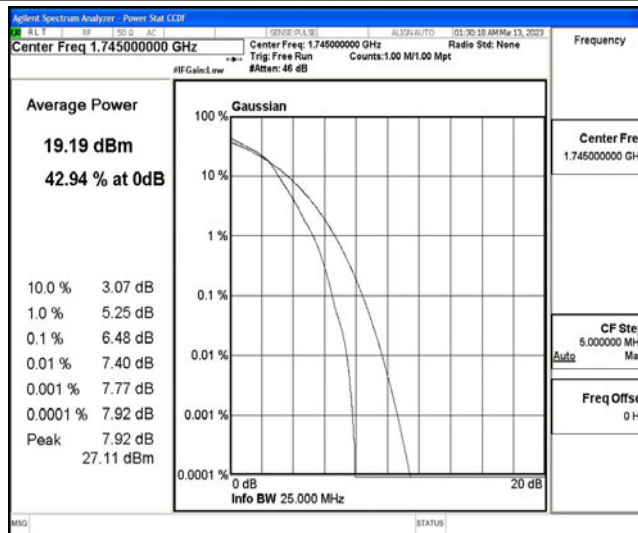 Agilent Spectrum Analyzer - Power Stat CCDF
RLT RF 50 Ω AC SENSE:PULSE ALIGN AUTO 01:30:18 AM Mar 13, 2023
Center Freq 1.745000000 GHz
Center Freq: 1.745000000 GHz Radio Std: None
Trig: Free Run Counts:1.00 M/1.00 Mpt
#IFGain:Low #Atten: 46 dB
Frequency
Average Power
19.19 dBm
42.94 % at 0dB
10.0 % 3.07 dB
1.0 % 5.25 dB
0.1 % 6.48 dB
0.01 % 7.40 dB
0.001 % 7.77 dB
0.0001 % 7.92 dB
Peak 7.92 dB
27.11 dBm
Gaussian
100 %
10 %
1 %
0.1 %
0.01 %
0.001 %
0.0001 %
0 dB 20 dB
Info BW 25.000 MHz
Center Fre
1.745000000 GH
CF Ste
5.000000 MH
Auto Ma
Freq Offse
0 H
MSG STATUS